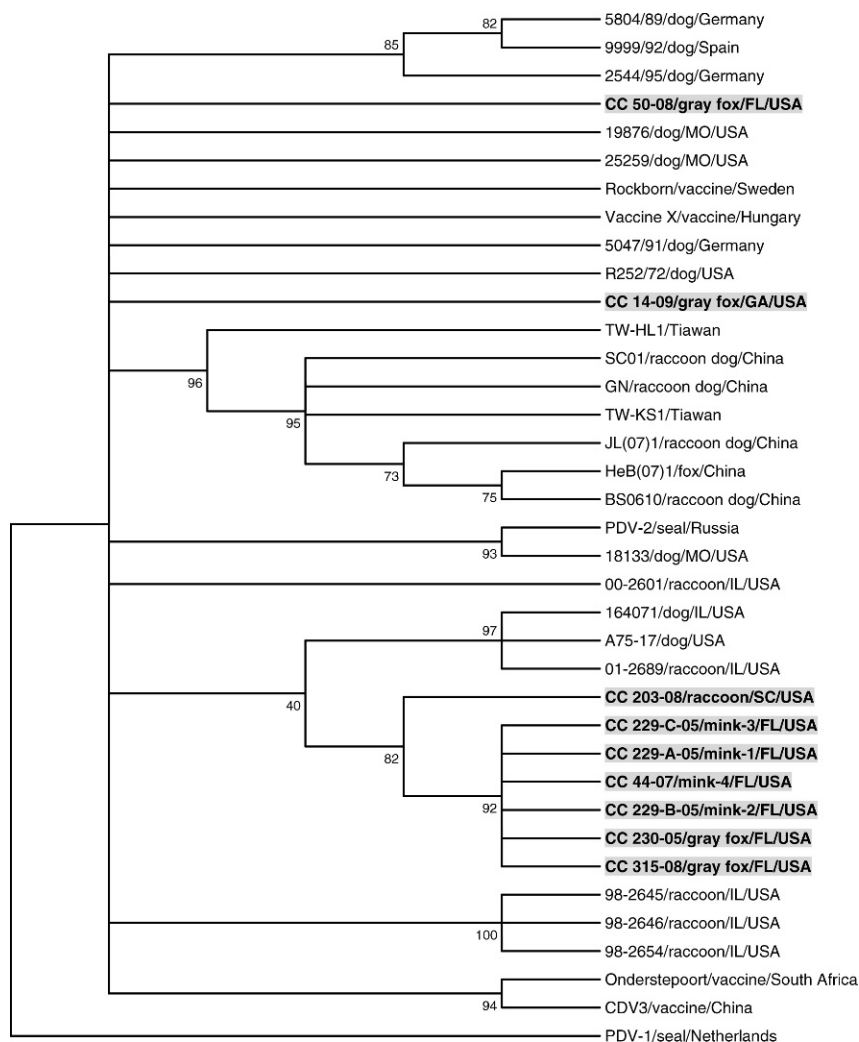 5804/89/dog/Germany
82
9999/92/dog/Spain
85
2544/95/dog/Germany
CC 50-08/gray fox/FL/USA
19876/dog/MO/USA
25259/dog/MO/USA
Rockborn/vaccine/Sweden
Vaccine X/vaccine/Hungary
5047/91/dog/Germany
R252/72/dog/USA
CC 14-09/gray fox/GA/USA
TW-HL1/Tiawan
SC01/raccoon dog/China
96
GN/raccoon dog/China
TW-KS1/Tiawan
95
JL(07)1/raccoon dog/China
HeB(07)1/fox/China
73
BS0610/raccoon dog/China
75
PDV-2/seal/Russia
18133/dog/MO/USA
93
00-2601/raccoon/IL/USA
164071/dog/IL/USA
97
A75-17/dog/USA
01-2689/raccoon/IL/USA
CC 203-08/raccoon/SC/USA
40
CC 229-C-05/mink-3/FL/USA
CC 229-A-05/mink-1/FL/USA
82
CC 44-07/mink-4/FL/USA
CC 229-B-05/mink-2/FL/USA
92
CC 230-05/gray fox/FL/USA
CC 315-08/gray fox/FL/USA
98-2645/raccoon/IL/USA
98-2646/raccoon/IL/USA
100
98-2654/raccoon/IL/USA
Onderstepoort/vaccine/South Africa
CDV3/vaccine/China
94
PDV-1/seal/Netherlands